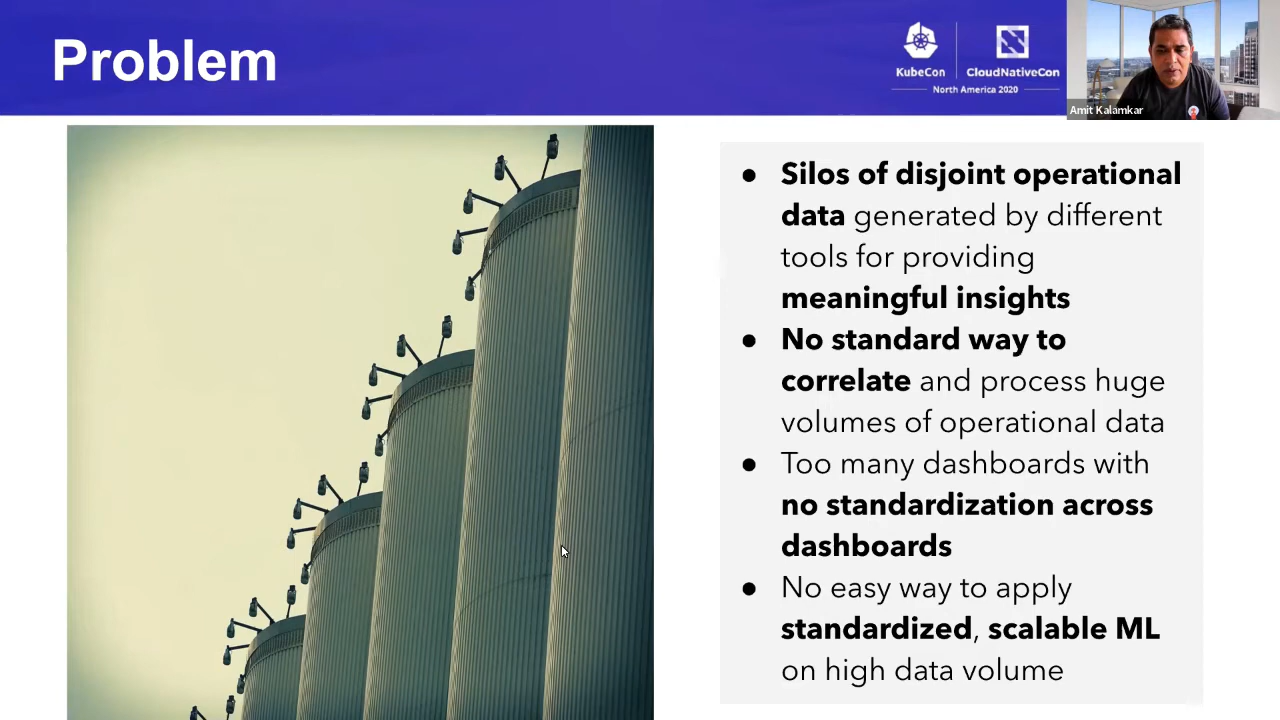 Problem
KubeCon
CloudNativeCon
North America 2020
Amit Kalamkar
● Silos of disjoint operational
data generated by different
tools for providing
meaningful insights
● No standard way to
correlate and process huge
volumes of operational data
● Too many dashboards with
no standardization across
dashboards
● No easy way to apply
standardized, scalable ML
on high data volume